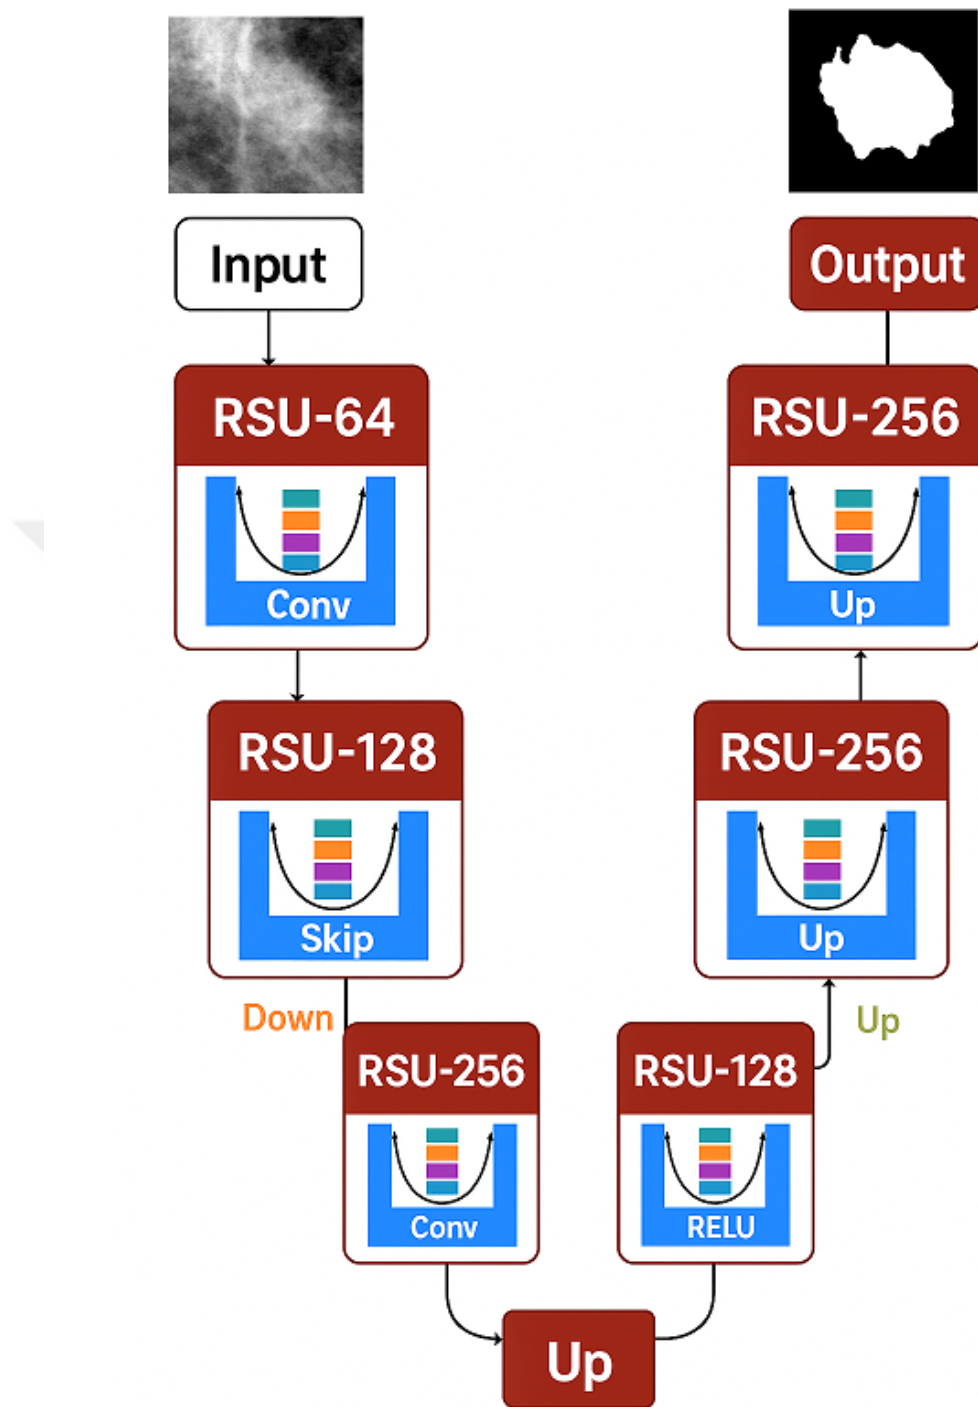 Input
Output
RSU-64
Conv
RSU-256
Up
RSU-128
Skip
RSU-256
Up
Down
Up
RSU-256
Conv
RSU-128
RELU
Up